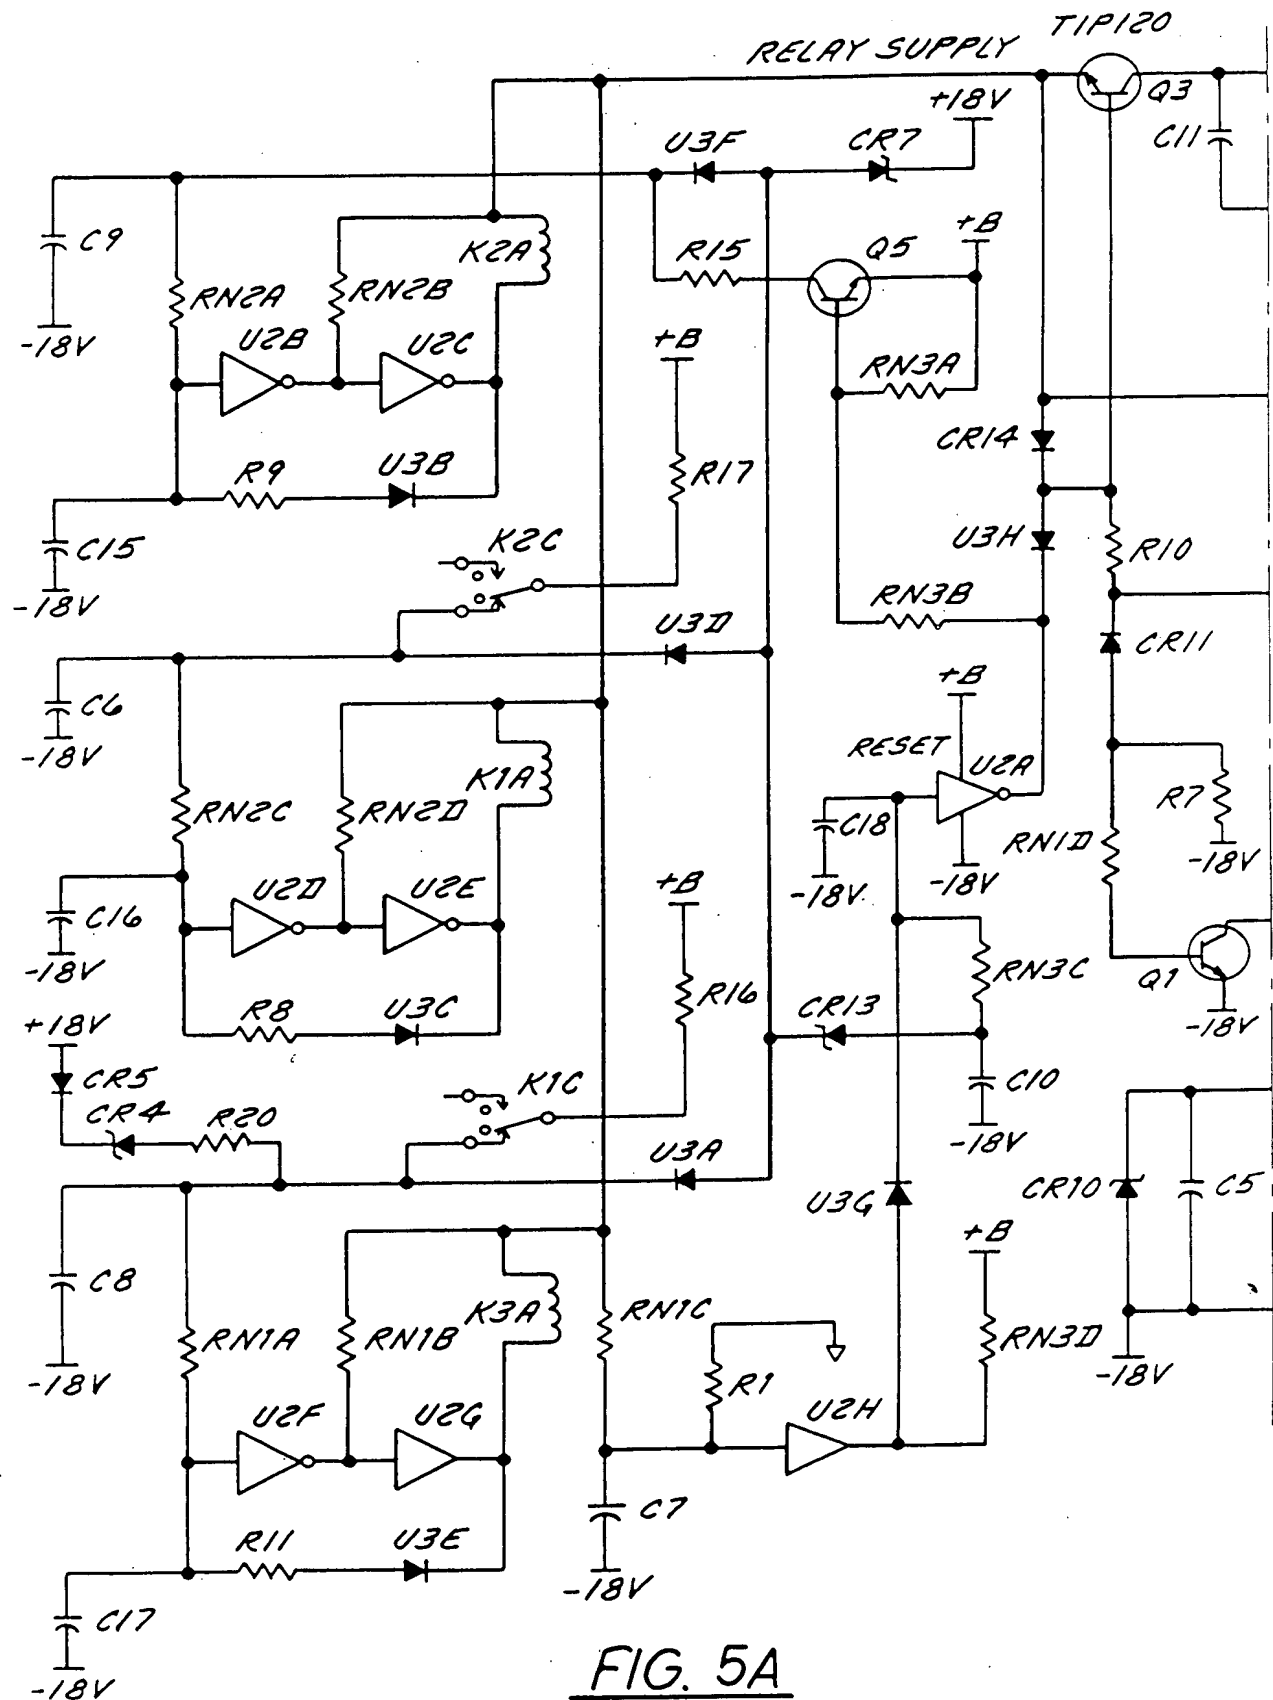 TIP120
RELAY SUPPLY
Q3
+18V
C11
U3F
CR7
C9
K2A
R15
Q5
+B
RN2A
RN2B
-18V
U2B
U2C
+B
RN3A
CR14
R9
U3B
R17
U3H
R10
C15
K2C
-18V
RN3B
U3D
CR11
C6
+B
-18V
RESET
U2A
K1A
RN2C
RN2D
C18
R7
RN1D
-18V
-18V
-18V
+B
U2D
U2E
C16
-18V
RN3C
Q1
R8
U3C
R16
CR13
+18V
-18V
CR5
K1C
C10
CR4
R20
-18V
U3A
CR10
C5
U3G
+B
C8
K3A
RN1C
RN1A
RN1B
RN3D
-18V
-18V
R1
U2F
U2G
U2H
C7
R11
U3E
-18V
C17
-18V
FIG. 5A